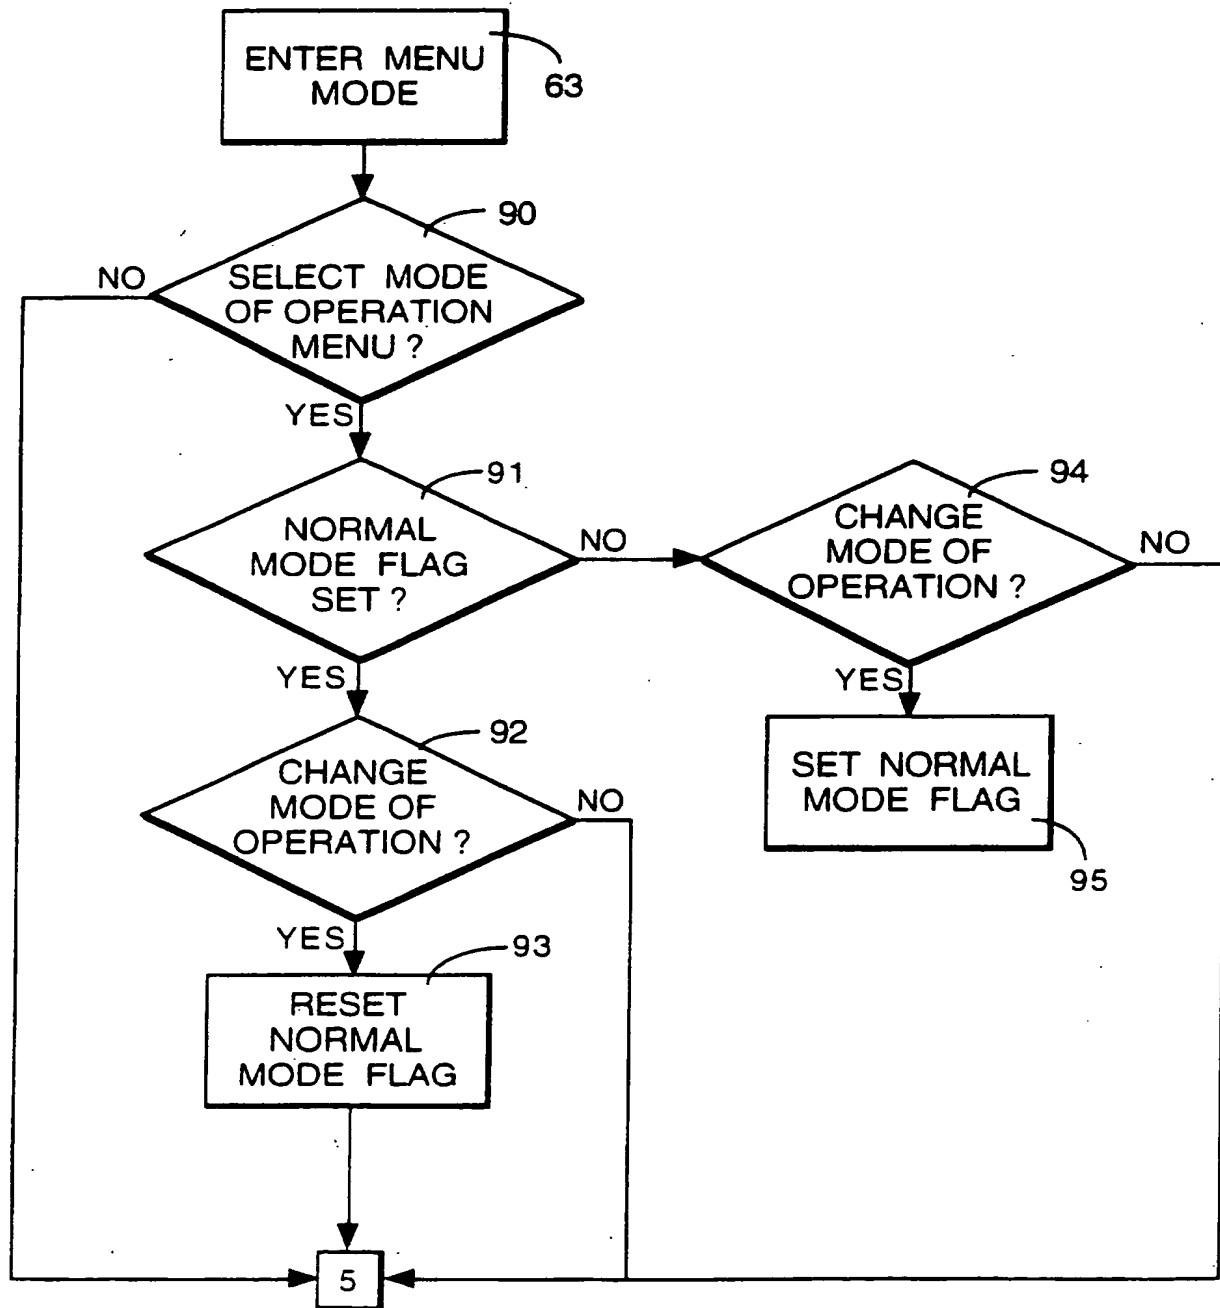 ENTER MENU
MODE
63
90
NO
SELECT MODE
OF OPERATION
MENU ?
YES
91
NORMAL
MODE FLAG
SET ?
NO
94
CHANGE
MODE OF
OPERATION ?
NO
YES
YES
92
CHANGE
MODE OF
OPERATION ?
NO
SET NORMAL
MODE FLAG
95
YES
93
RESET
NORMAL
MODE FLAG
5